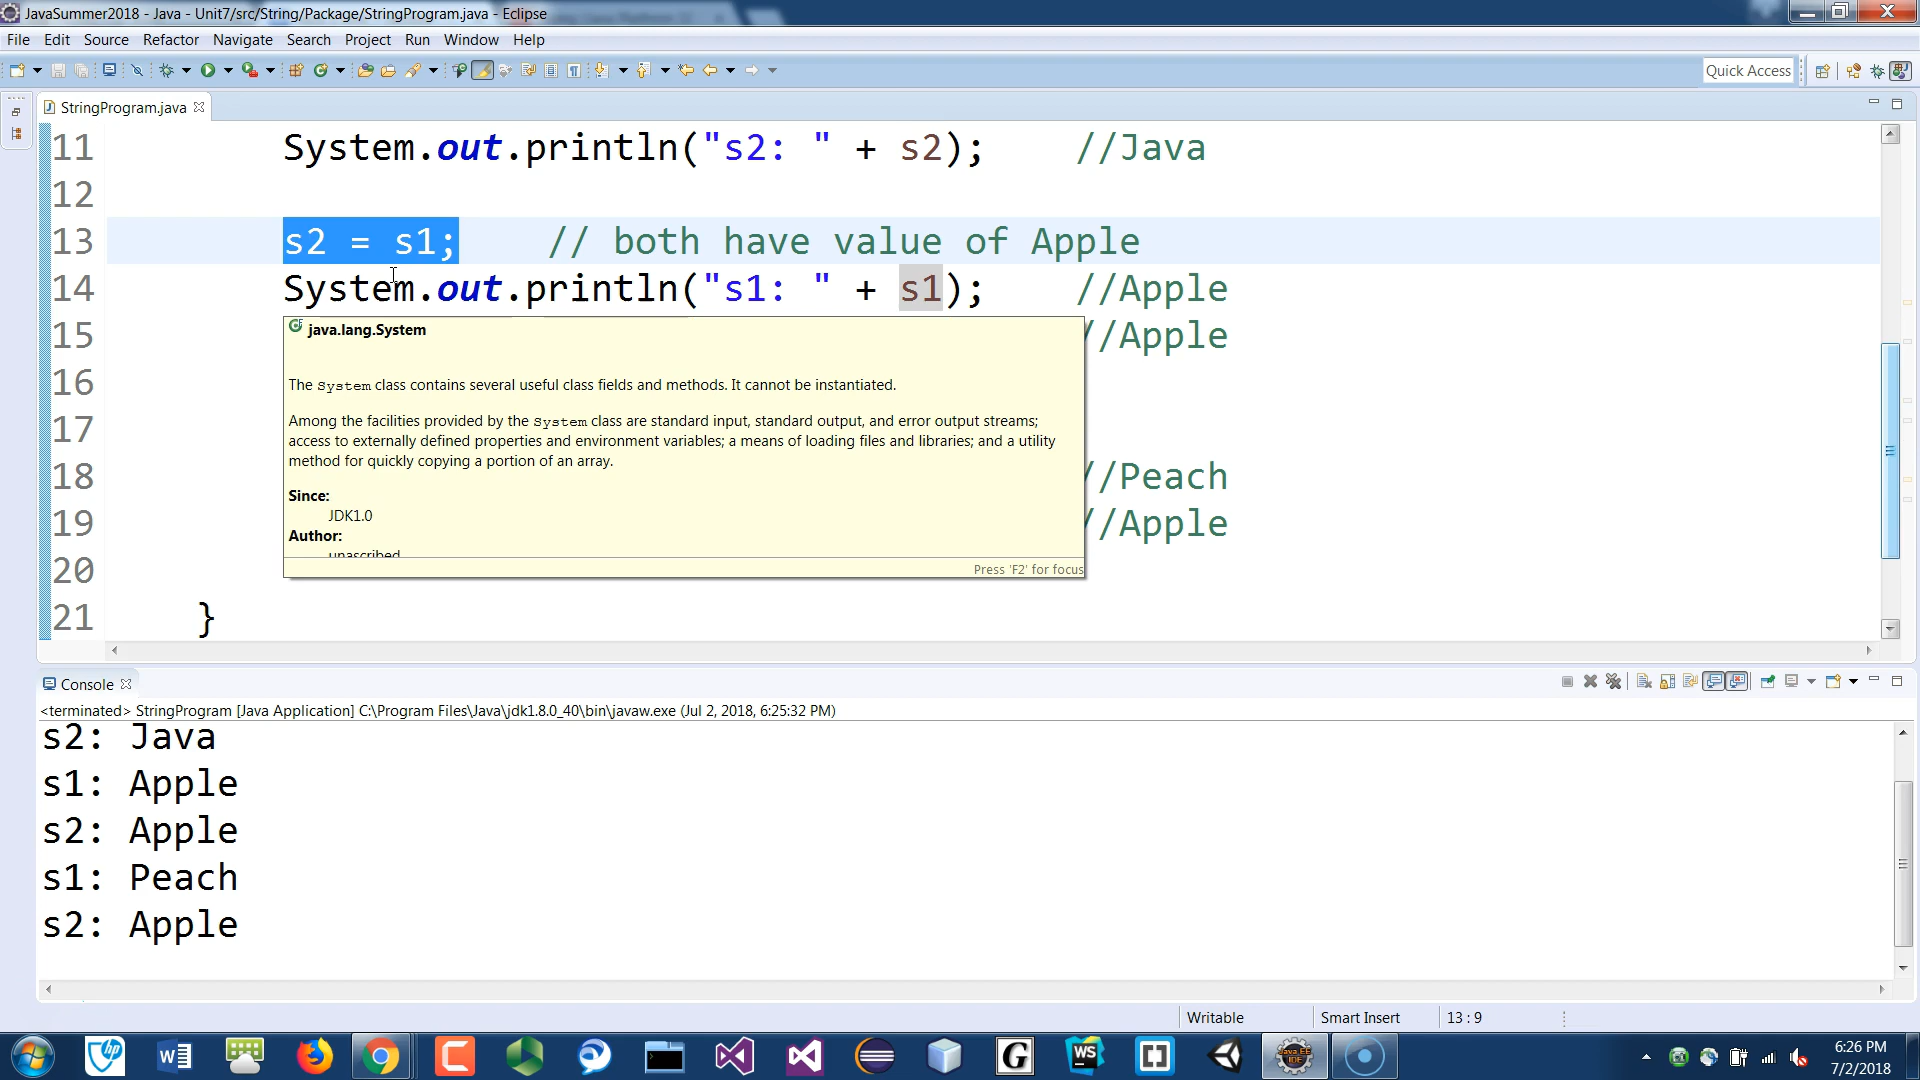 JavaSummer2018 - Java - Unit7/src/String/Package/StringProgram.java - Eclipse
File Edit Source Refactor Navigate Search Project Run Window Help
Quick Access
StringProgram.java
11 System.out.println("s2: " + s2); //Java
12
13 s2 = s1; // both have value of Apple
14 System.out.println("s1: " + s1); //Apple
15 //Apple
16
17
18 //Peach
19 //Apple
20
21 }
java.lang.System
The System class contains several useful class fields and methods. It cannot be instantiated.
Among the facilities provided by the System class are standard input, standard output, and error output streams;
access to externally defined properties and environment variables; a means of loading files and libraries; and a utility
method for quickly copying a portion of an array.
Since:
JDK1.0
Author:
unascribed
Press 'F2' for focus
Console
<terminated> StringProgram [Java Application] C:\Program Files\Java\jdk1.8.0_40\bin\javaw.exe (Jul 2, 2018, 6:25:32 PM)
s2: Java
s1: Apple
s2: Apple
s1: Peach
s2: Apple
Writable Smart Insert 13 : 9
6:26 PM
7/2/2018